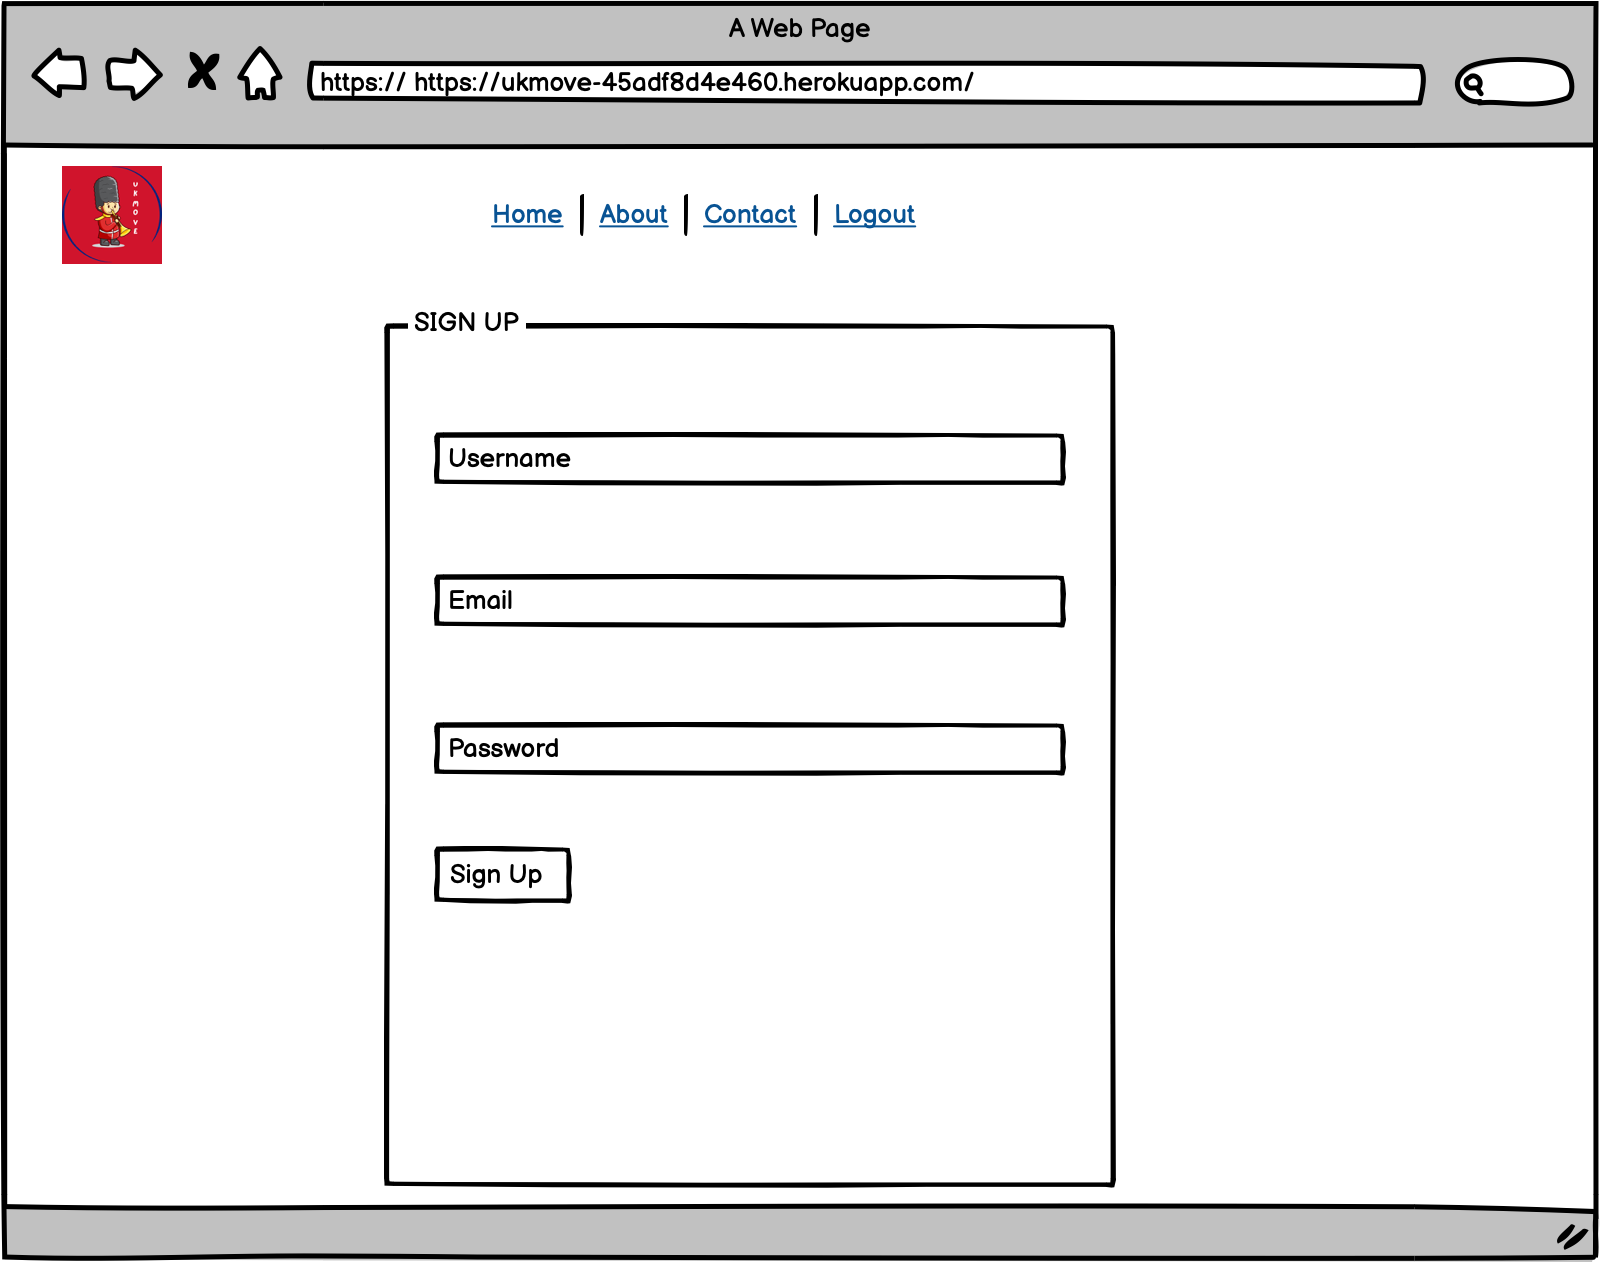 A Web Page
https:// https://ukmove-45adf8d4e460.herokuapp.com/
UKMOVE
Home About Contact Logout
SIGN UP
Username
Email
Password
Sign Up